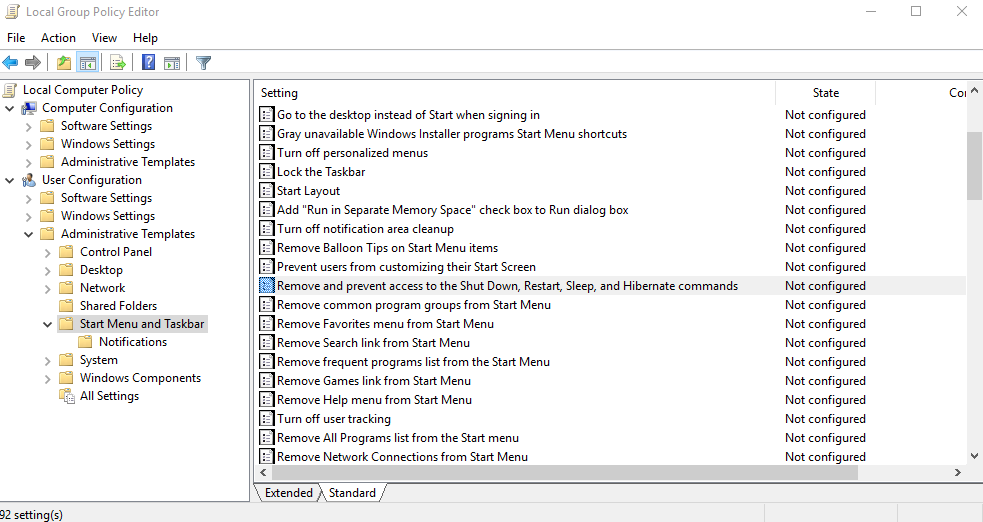 Local Group Policy Editor
File Action View Help
Local Computer Policy
Computer Configuration
Software Settings
Windows Settings
Administrative Templates
User Configuration
Software Settings
Windows Settings
Administrative Templates
Control Panel
Desktop
Network
Shared Folders
Start Menu and Taskbar
Notifications
System
Windows Components
All Settings
Setting State
Go to the desktop instead of Start when signing in Not configured
Gray unavailable Windows Installer programs Start Menu shortcuts Not configured
Turn off personalized menus Not configured
Lock the Taskbar Not configured
Start Layout Not configured
Add "Run in Separate Memory Space" check box to Run dialog box Not configured
Turn off notification area cleanup Not configured
Remove Balloon Tips on Start Menu items Not configured
Prevent users from customizing their Start Screen Not configured
Remove and prevent access to the Shut Down, Restart, Sleep, and Hibernate commands Not configured
Remove common program groups from Start Menu Not configured
Remove Favorites menu from Start Menu Not configured
Remove Search link from Start Menu Not configured
Remove frequent programs list from the Start Menu Not configured
Remove Games link from Start Menu Not configured
Remove Help menu from Start Menu Not configured
Turn off user tracking Not configured
Remove All Programs list from the Start menu Not configured
Remove Network Connections from Start Menu Not configured
Extended Standard
92 setting(s)